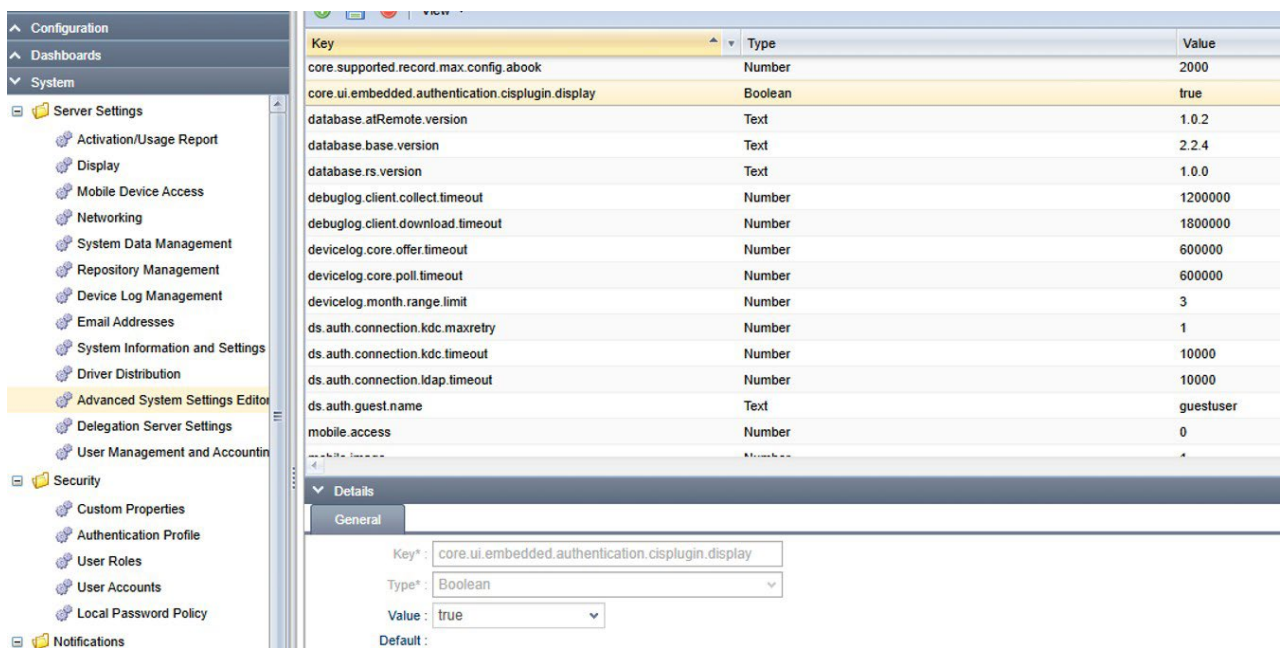 Configuration
Dashboards
System
Server Settings
Activation/Usage Report
Display
Mobile Device Access
Networking
System Data Management
Repository Management
Device Log Management
Email Addresses
System Information and Settings
Driver Distribution
Advanced System Settings Editor
Delegation Server Settings
User Management and Accountin
Security
Custom Properties
Authentication Profile
User Roles
User Accounts
Local Password Policy
Notifications
View
Key Type Value
core.supported.record.max.config.abook Number 2000
core.ui.embedded.authentication.cisplugin.display Boolean true
database.atRemote.version Text 1.0.2
database.base.version Text 2.2.4
database.rs.version Text 1.0.0
debuglog.client.collect.timeout Number 1200000
debuglog.client.download.timeout Number 1800000
devicelog.core.offer.timeout Number 600000
devicelog.core.poll.timeout Number 600000
devicelog.month.range.limit Number 3
ds.auth.connection.kdc.maxretry Number 1
ds.auth.connection.kdc.timeout Number 10000
ds.auth.connection.ldap.timeout Number 10000
ds.auth.guest.name Text guestuser
mobile.access Number 0
mobile.image Number
Details
General
Key* : core.ui.embedded.authentication.cisplugin.display
Type* : Boolean
Value : true
Default :